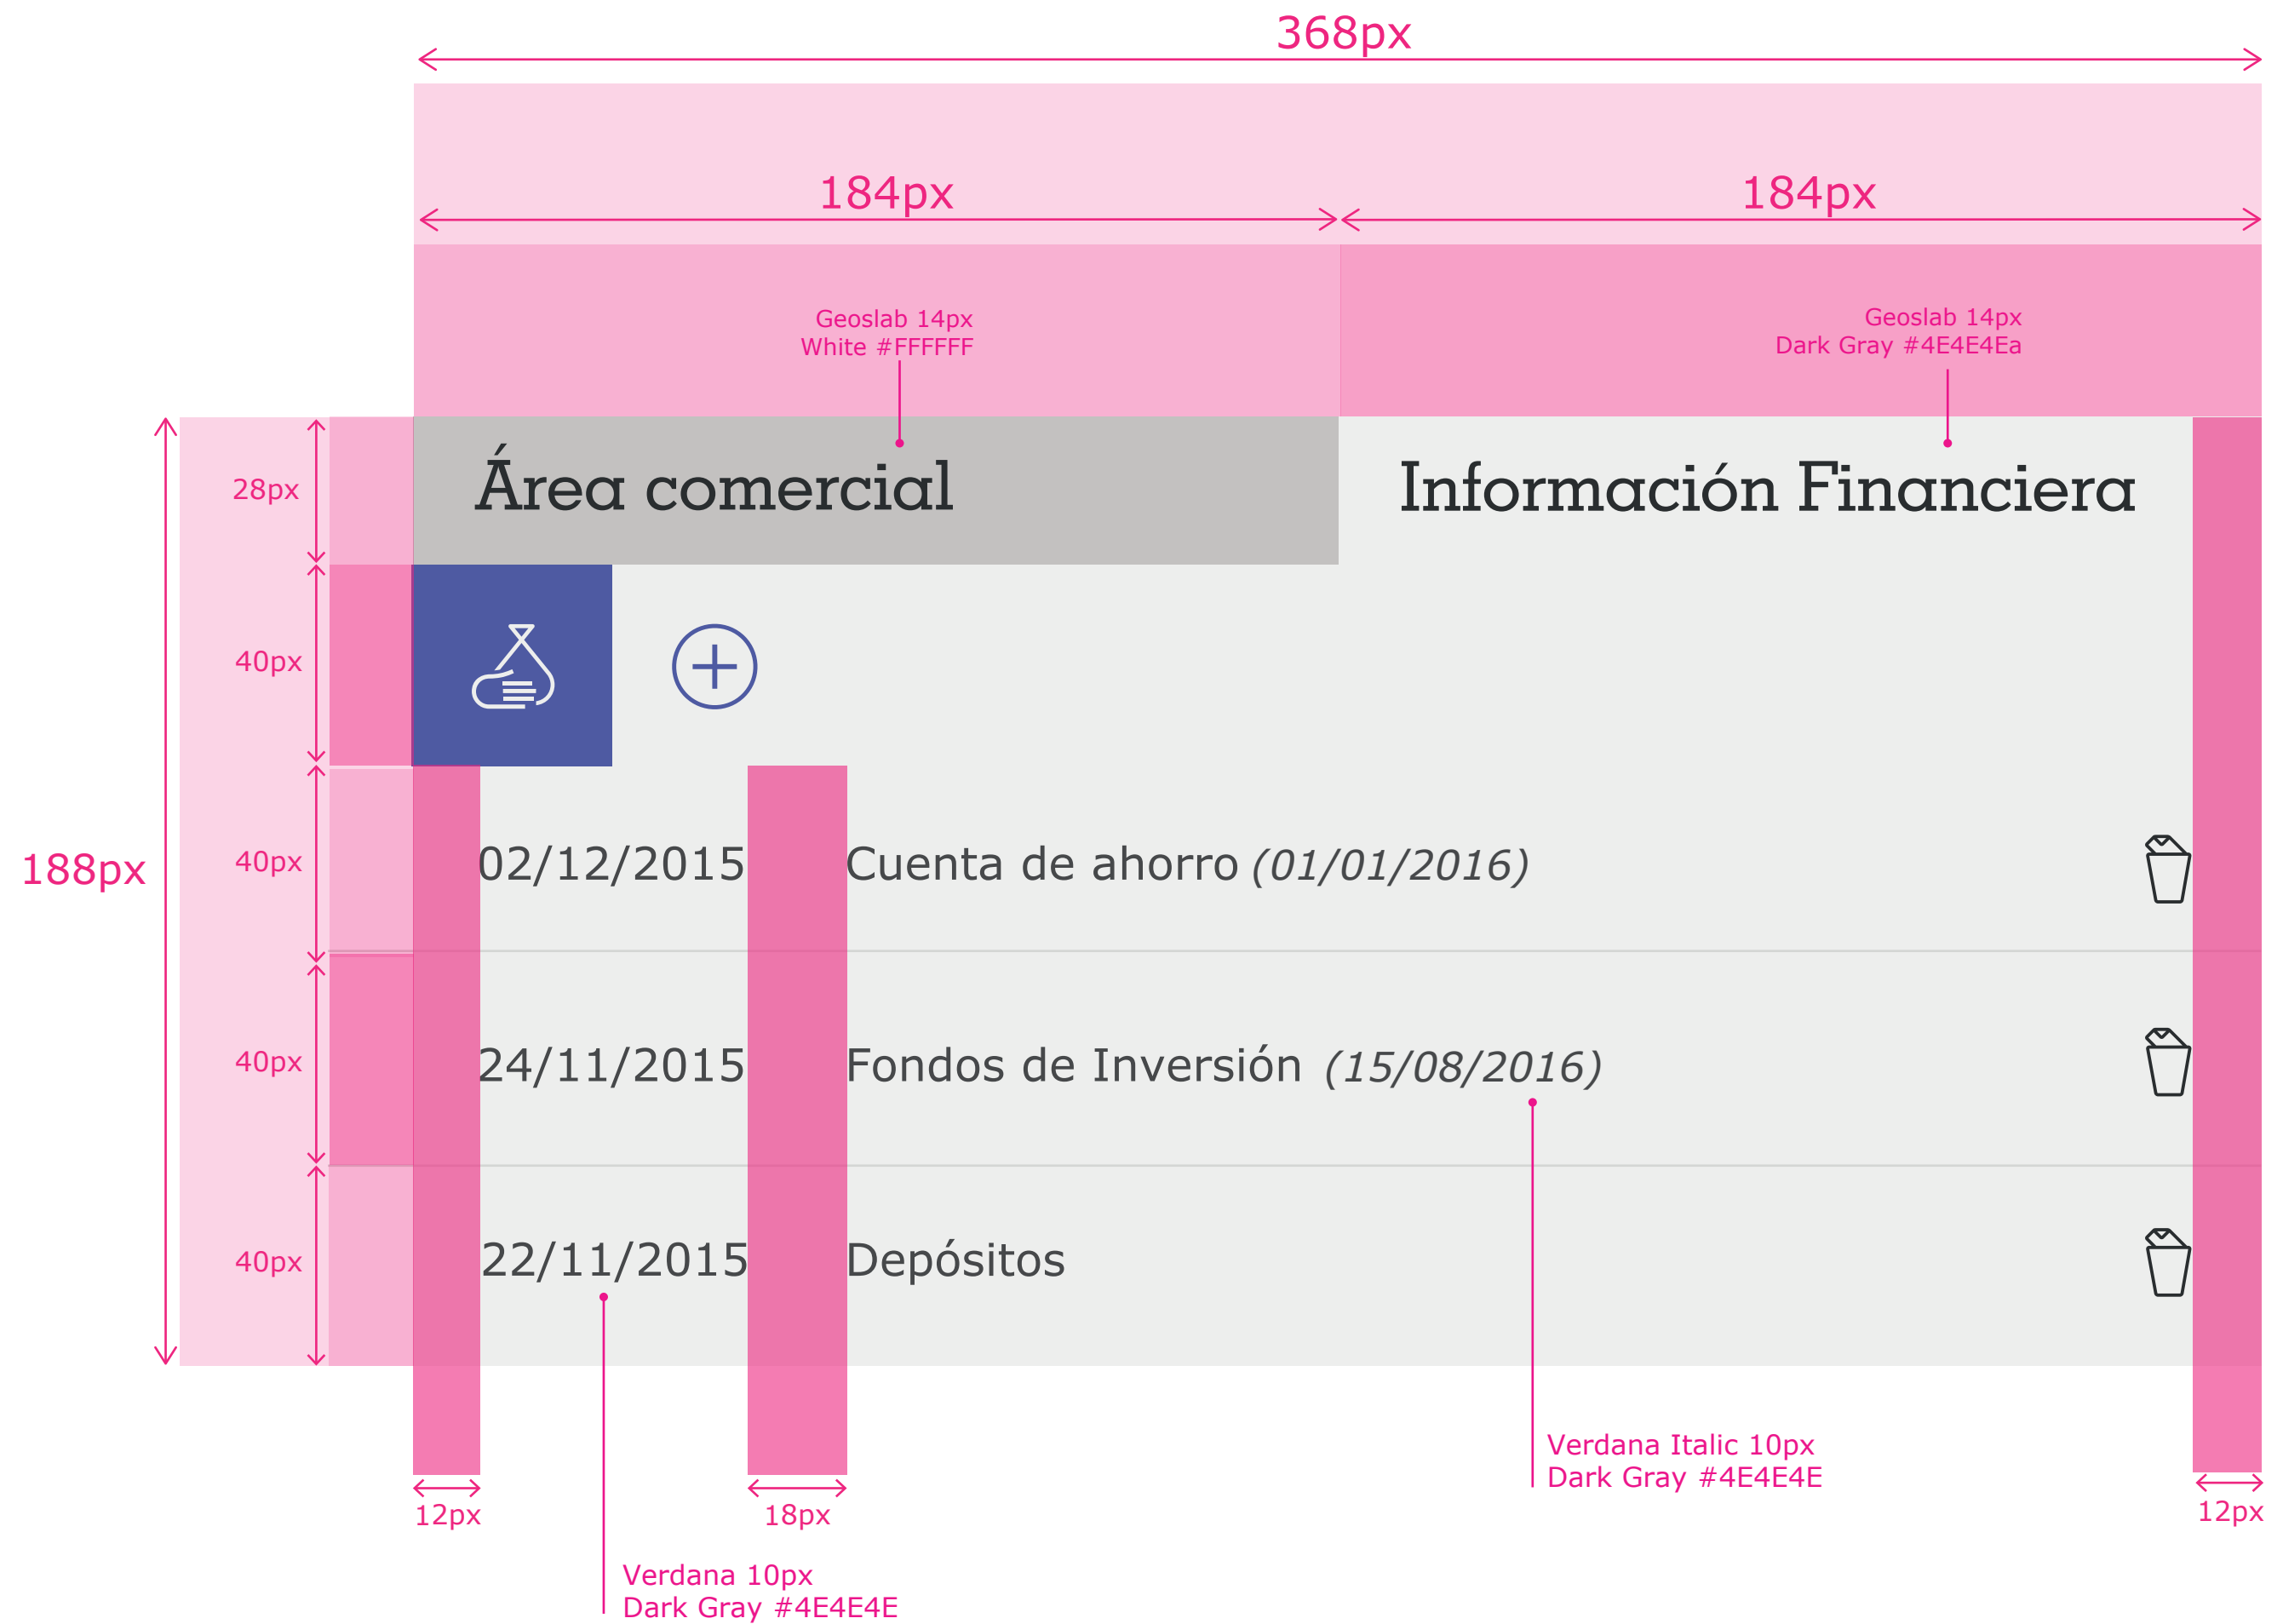 368px
184px
184px
Geoslab 14px
White #FFFFFF
Geoslab 14px
Dark Gray #4E4E4Ea
28px
Área comercial
Información Financiera
40px
188px
40px
02/12/2015
Cuenta de ahorro (01/01/2016)
40px
24/11/2015
Fondos de Inversión (15/08/2016)
40px
22/11/2015
Depósitos
Verdana Italic 10px
Dark Gray #4E4E4E
12px
18px
12px
Verdana 10px
Dark Gray #4E4E4E